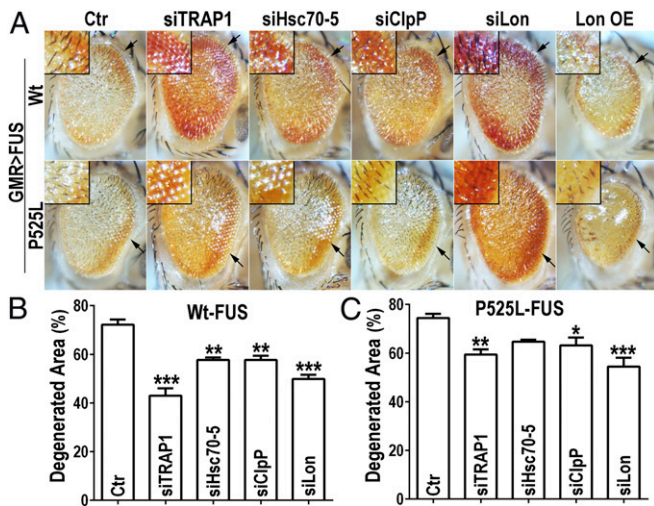 A Ctr siTRAP1 siHsc70-5 siClpP siLon Lon OE
GMR>FUS
Wt
P525L
B Wt-FUS
Degenerated Area (%)
80
60
40
20
0
***
**
**
***
Ctr
siTRAP1
siHsc70-5
siClpP
siLon
C P525L-FUS
Degenerated Area (%)
80
60
40
20
0
**
*
***
Ctr
siTRAP1
siHsc70-5
siClpP
siLon